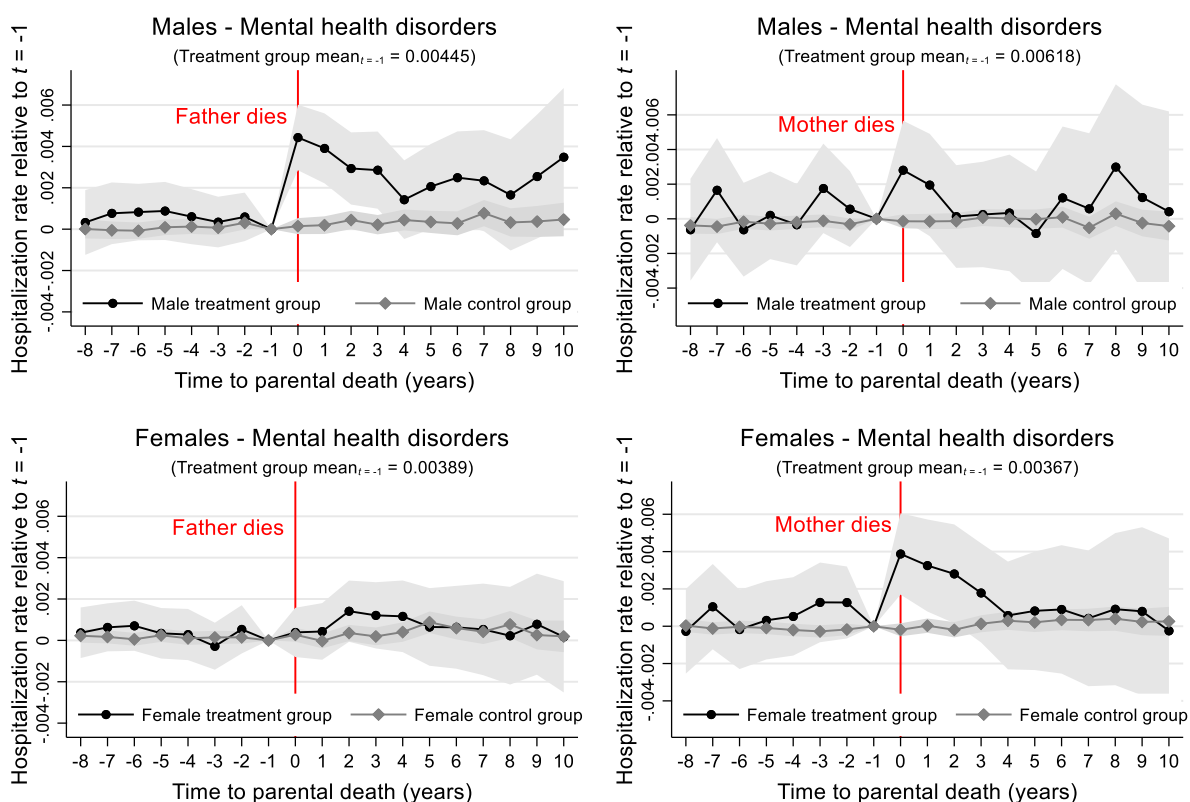 Males - Mental health disorders
(Treatment group mean t = -1 = 0.00445)
Hospitalization rate relative to t = -1
.006
.004
.002
0
-.002
-.004
Father dies
Male treatment group
Male control group
-8 -7 -6 -5 -4 -3 -2 -1 0 1 2 3 4 5 6 7 8 9 10
Time to parental death (years)
Males - Mental health disorders
(Treatment group mean t = -1 = 0.00618)
Hospitalization rate relative to t = -1
.006
.004
.002
0
-.002
-.004
Mother dies
Male treatment group
Male control group
-8 -7 -6 -5 -4 -3 -2 -1 0 1 2 3 4 5 6 7 8 9 10
Time to parental death (years)
Females - Mental health disorders
(Treatment group mean t = -1 = 0.00389)
Hospitalization rate relative to t = -1
.006
.004
.002
0
-.002
-.004
Father dies
Female treatment group
Female control group
-8 -7 -6 -5 -4 -3 -2 -1 0 1 2 3 4 5 6 7 8 9 10
Time to parental death (years)
Females - Mental health disorders
(Treatment group mean t = -1 = 0.00367)
Hospitalization rate relative to t = -1
.006
.004
.002
0
-.002
-.004
Mother dies
Female treatment group
Female control group
-8 -7 -6 -5 -4 -3 -2 -1 0 1 2 3 4 5 6 7 8 9 10
Time to parental death (years)